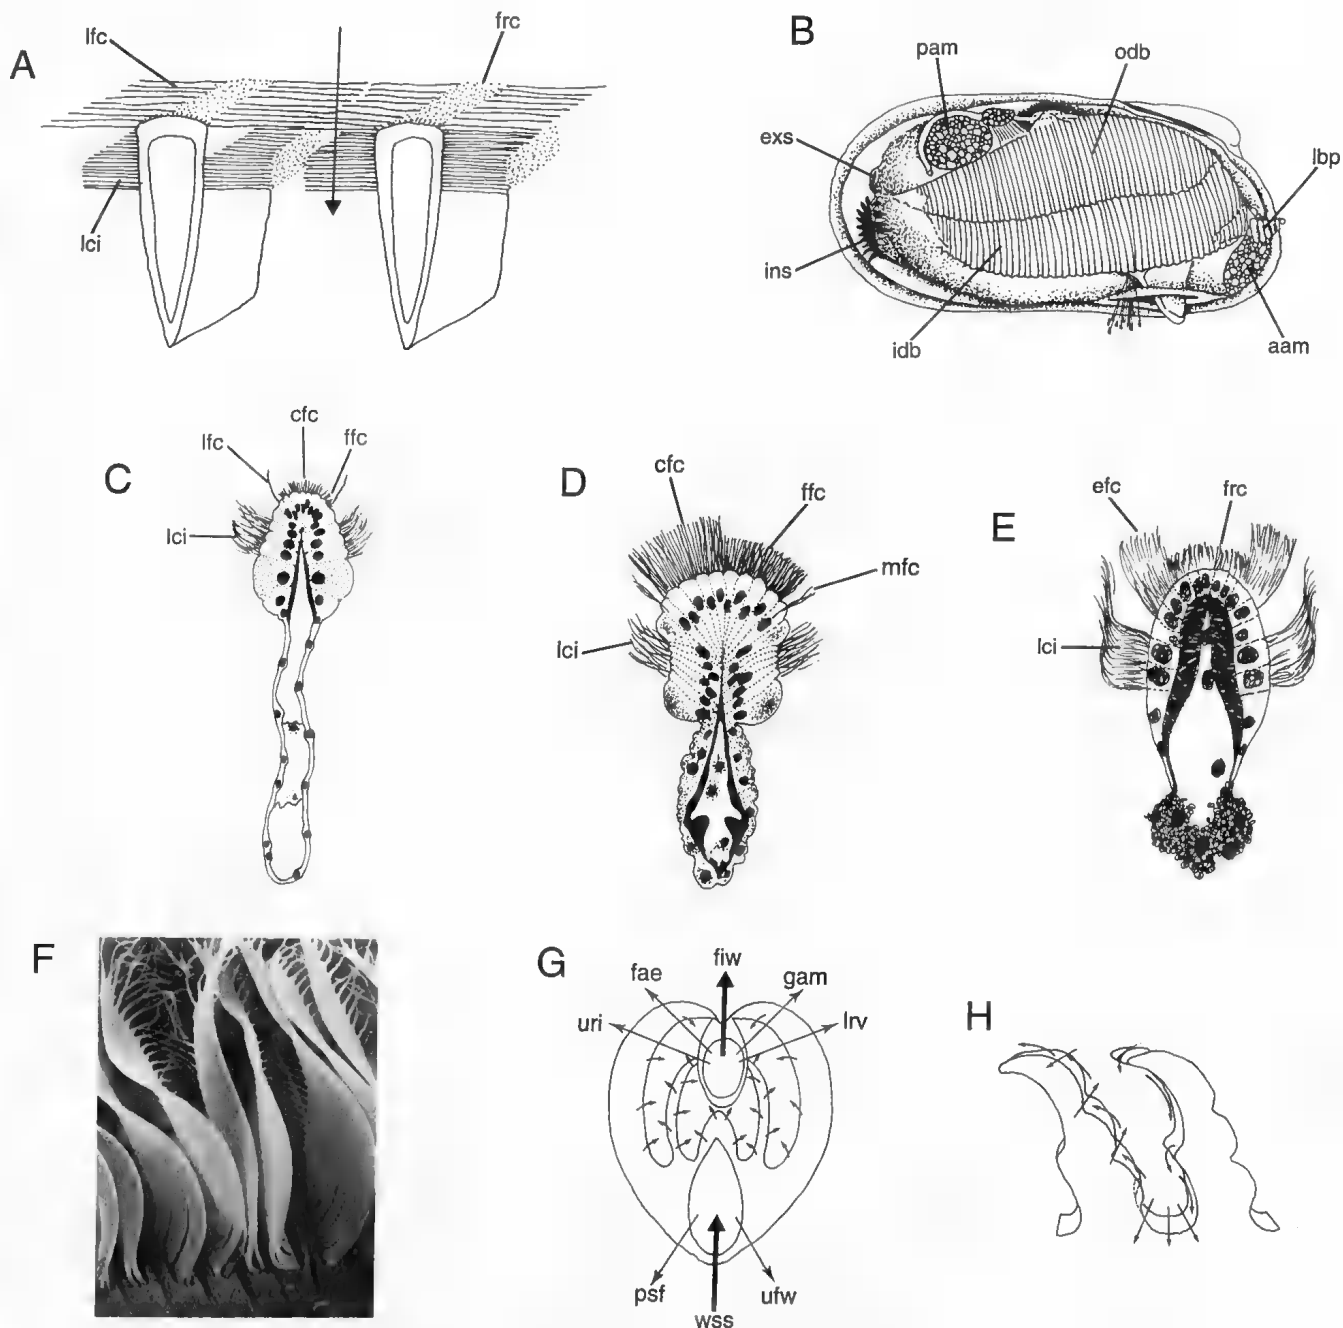 A
lfc
frc
lci
B
pam
odb
exs
lbp
ins
idb
aam
C
cfc
lfc
ffc
lci
D
cfc
ffc
mfc
lci
E
efc
frc
lci
F
G
fiw
fae
gam
uri
lrv
psf
ufw
wss
H